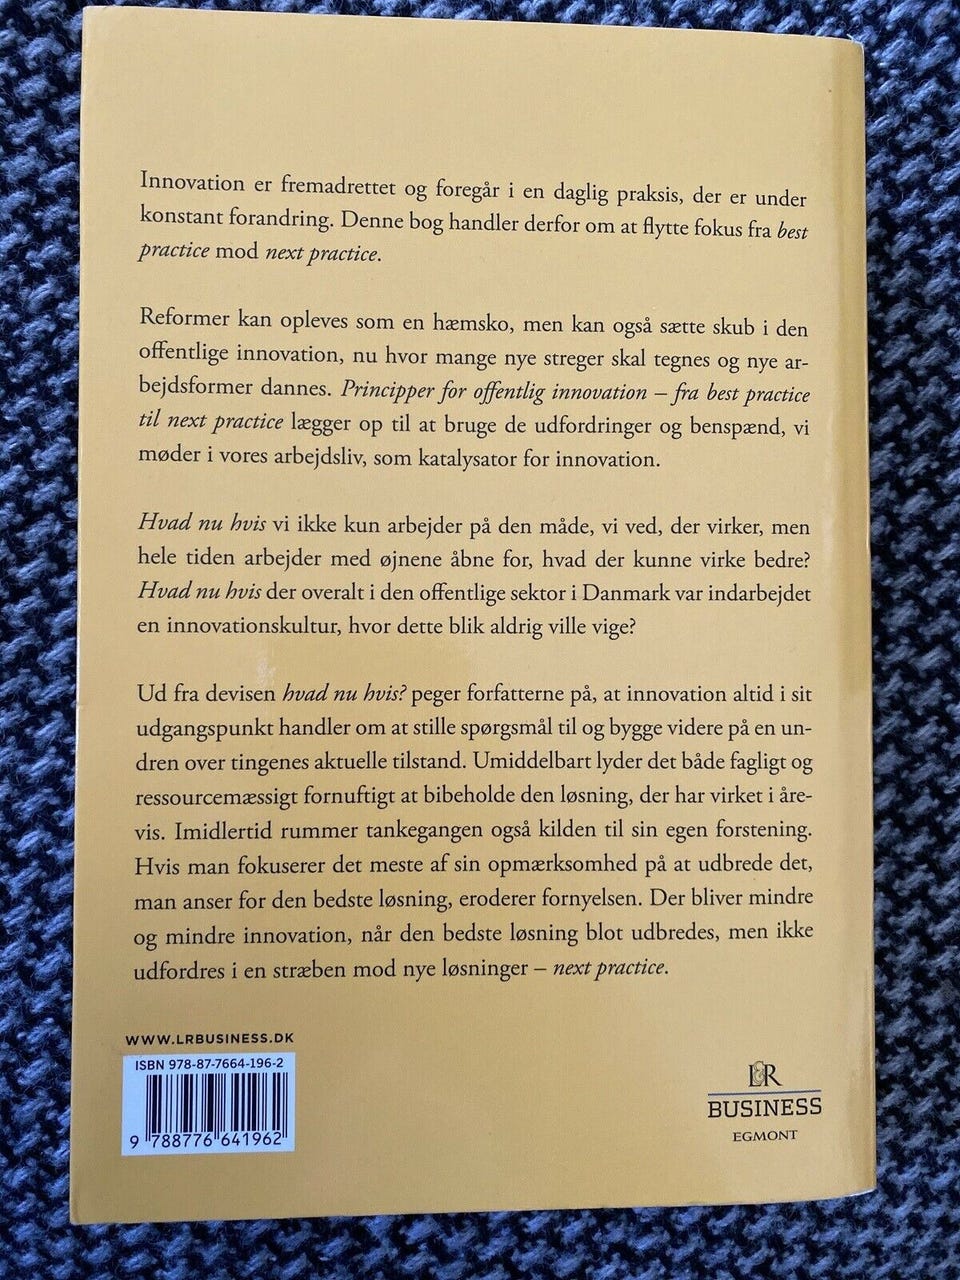 Innovation er fremadrettet og foregår i en daglig praksis, der er under
konstant forandring. Denne bog handler derfor om at flytte fokus fra best
practice mod next practice.
Reformer kan opleves som en hæmsko, men kan også sætte skub i den
offentlige innovation, nu hvor mange nye streger skal tegnes og nye ar-
bejdsformer dannes. Principper for offentlig innovation – fra best practice
til next practice lægger op til at bruge de udfordringer og benspænd, vi
møder i vores arbejdsliv, som katalysator for innovation.
Hvad nu hvis vi ikke kun arbejder på den måde, vi ved, der virker, men
hele tiden arbejder med øjnene åbne for, hvad der kunne virke bedre?
Hvad nu hvis der overalt i den offentlige sektor i Danmark var indarbejdet
en innovationskultur, hvor dette blik aldrig ville vige?
Ud fra devisen hvad nu hvis? peger forfatterne på, at innovation altid i sit
udgangspunkt handler om at stille spørgsmål til og bygge videre på en un-
dren over tingenes aktuelle tilstand. Umiddelbart lyder det både fagligt og
ressourcemæssigt fornuftigt at bibeholde den løsning, der har virket i åre-
vis. Imidlertid rummer tankegangen også kilden til sin egen forstening.
Hvis man fokuserer det meste af sin opmærksomhed på at udbrede det,
man anser for den bedste løsning, eroderer fornyelsen. Der bliver mindre
og mindre innovation, når den bedste løsning blot udbredes, men ikke
udfordres i en stræben mod nye løsninger – next practice.
WWW.LRBUSINESS.DK
ISBN 978-87-7664-196-2
9 788776 641962
L&R
BUSINESS
EGMONT